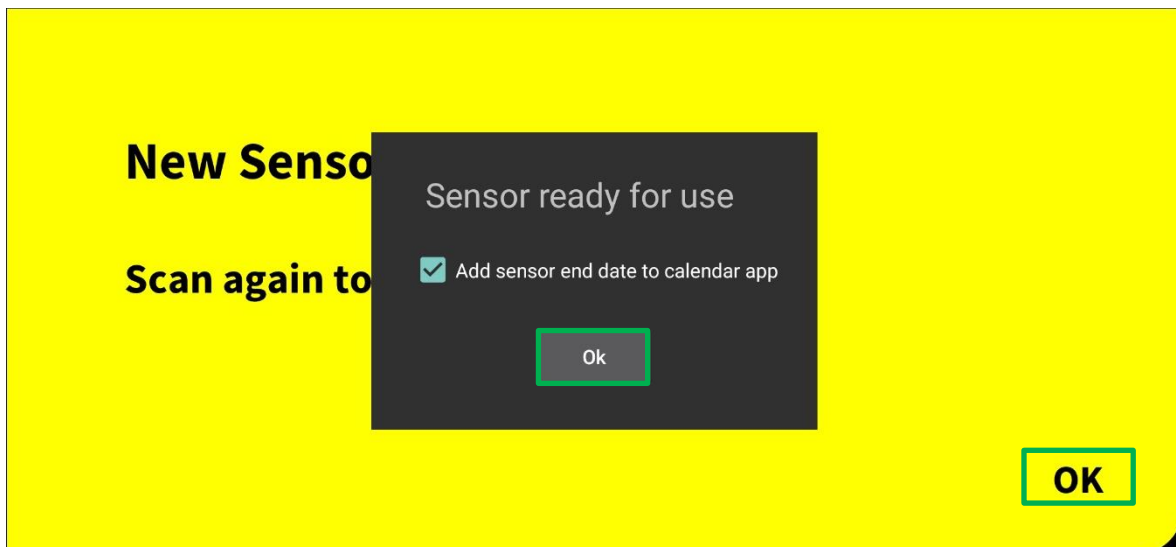 New Senso
Sensor ready for use
Scan again to
Add sensor end date to calendar app
Ok
OK